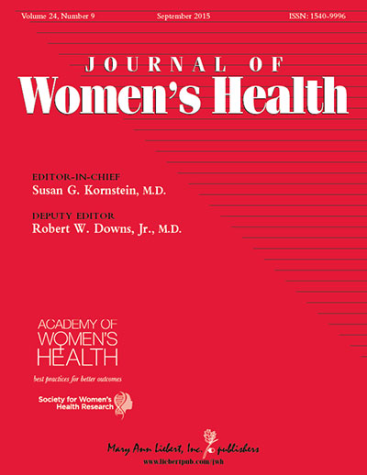 Volume 24, Number 9 September 2015 ISSN: 1540-9996
JOURNAL OF
Women's Health
EDITOR-IN-CHIEF
Susan G. Kornstein, M.D.
DEPUTY EDITOR
Robert W. Downs, Jr., M.D.
ACADEMY OF
WOMEN'S
HEALTH
best practices for better outcomes
Society for Women's
Health Research
Mary Ann Liebert, Inc. publishers
www.liebertpub.com/jwh